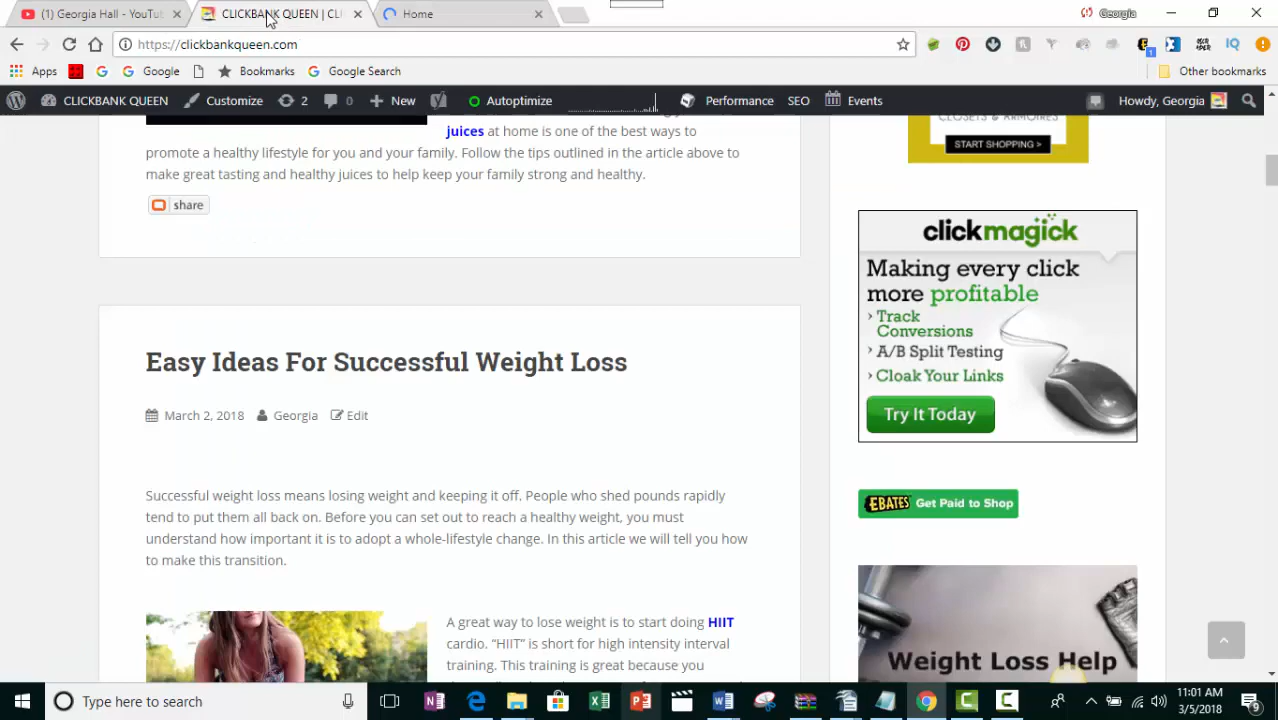 (1) Georgia Hall - YouTu
CLICKBANK QUEEN | CLI
Home
Georgia
https://clickbankqueen.com
Apps
Google
Bookmarks
Google Search
Other bookmarks
CLICKBANK QUEEN
Customize
2
0
New
Autoptimize
Performance
SEO
Events
Howdy, Georgia
juices at home is one of the best ways to
promote a healthy lifestyle for you and your family. Follow the tips outlined in the article above to
make great tasting and healthy juices to help keep your family strong and healthy.
share
CLOSETS & ARMOIRES
START SHOPPING >
clickmagick
Making every click
more profitable
› Track
Conversions
› A/B Split Testing
› Cloak Your Links
Try It Today
Easy Ideas For Successful Weight Loss
March 2, 2018
Georgia
Edit
Successful weight loss means losing weight and keeping it off. People who shed pounds rapidly
tend to put them all back on. Before you can set out to reach a healthy weight, you must
understand how important it is to adopt a whole-lifestyle change. In this article we will tell you how
to make this transition.
EBATES Get Paid to Shop
A great way to lose weight is to start doing HIIT
cardio. “HIIT” is short for high intensity interval
training. This training is great because you
Weight Loss Help
Type here to search
11:01 AM
3/5/2018
9